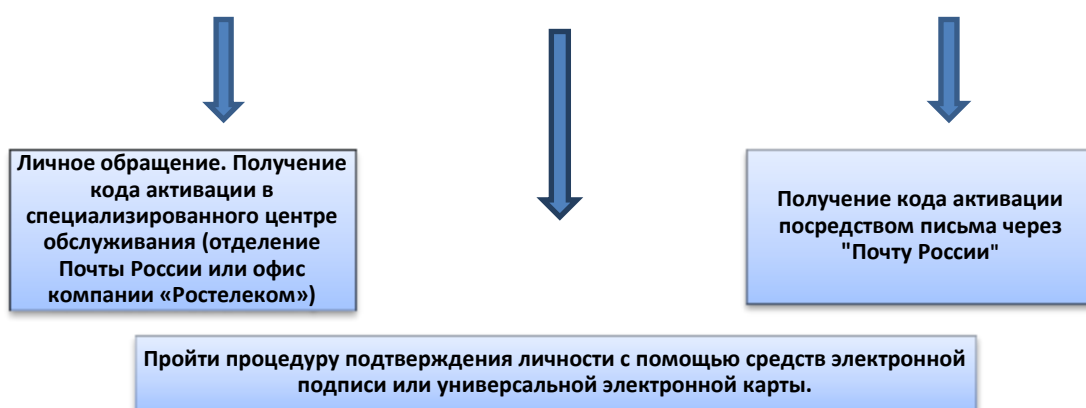 Личное обращение. Получение
кода активации в
специализированного центре
обслуживания (отделение
Почты России или офис
компании «Ростелеком»)
Получение кода активации
посредством письма через
"Почту России"
Пройти процедуру подтверждения личности с помощью средств электронной
подписи или универсальной электронной карты.